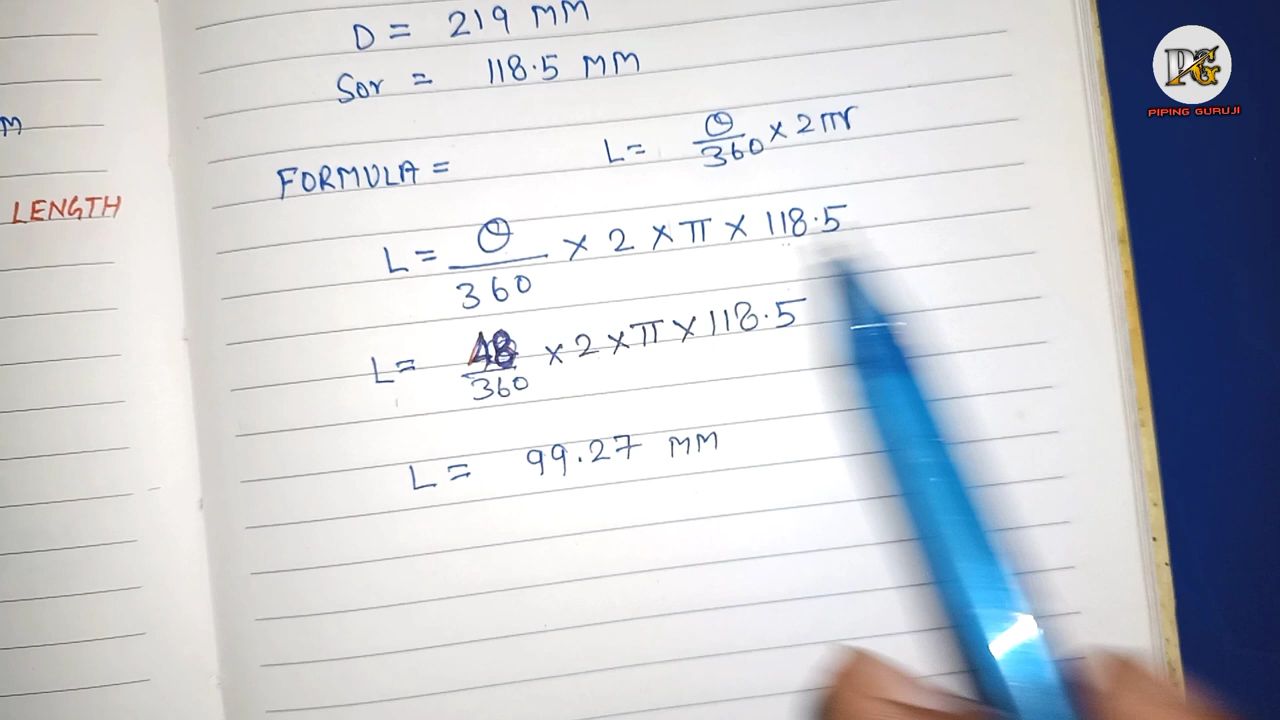 D = 219 MM
Sor = 118.5 MM
M
LENGTH
FORMULA = L = θ/360 × 2πr
L = θ/360 × 2 × π × 118.5
L = 48/360 × 2 × π × 118.5
L = 99.27 MM
PG
PIPING GURUJI